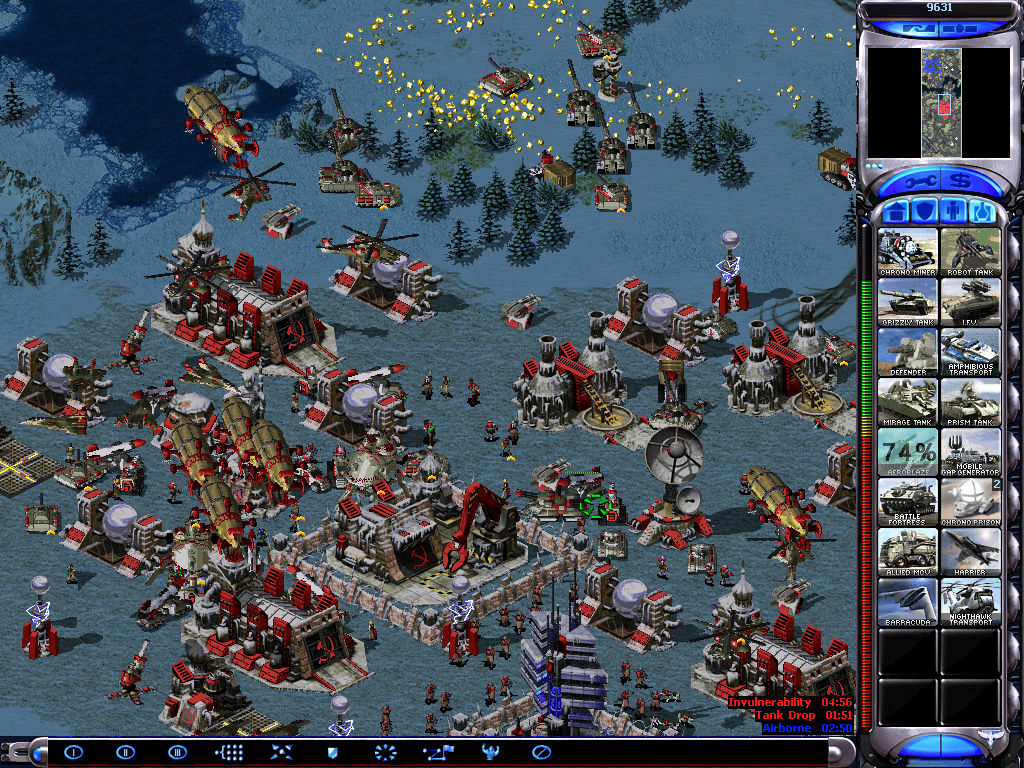 9631
CHRONO MINER
ROBOT TANK
GRIZZLY TANK
I.F.V.
DEFENDER
AMPHIBIOUS
TRANSPORT
MIRAGE TANK
PRISM TANK
74%
AEROBLAZE
MOBILE
GAP GENERATOR
BATTLE
FORTRESS
2
CHRONO PRISON
ALLIED MCV
HARRIER
BARRACUDA
NIGHTHAWK
TRANSPORT
Invulnerability 04:56
Tank Drop 01:51
Airborne 02:50
I
II
III